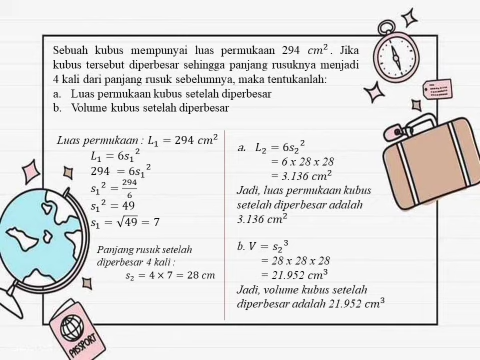 Sebuah kubus mempunyai luas permukaan 294 cm². Jika
kubus tersebut diperbesar sehingga panjang rusuknya menjadi
4 kali dari panjang rusuk sebelumnya, maka tentukanlah:
a. Luas permukaan kubus setelah diperbesar
b. Volume kubus setelah diperbesar
Luas permukaan : L₁ = 294 cm²
L₁ = 6s₁²
294 = 6s₁²
s₁² = 294/6
s₁² = 49
s₁ = √49 = 7
Panjang rusuk setelah
diperbesar 4 kali :
s₂ = 4 × 7 = 28 cm
a. L₂ = 6s₂²
= 6 x 28 x 28
= 3.136 cm²
Jadi, luas permukaan kubus
setelah diperbesar adalah
3.136 cm²
b. V = s₂³
= 28 x 28 x 28
= 21.952 cm³
Jadi, volume kubus setelah
diperbesar adalah 21.952 cm³
PASSPORT